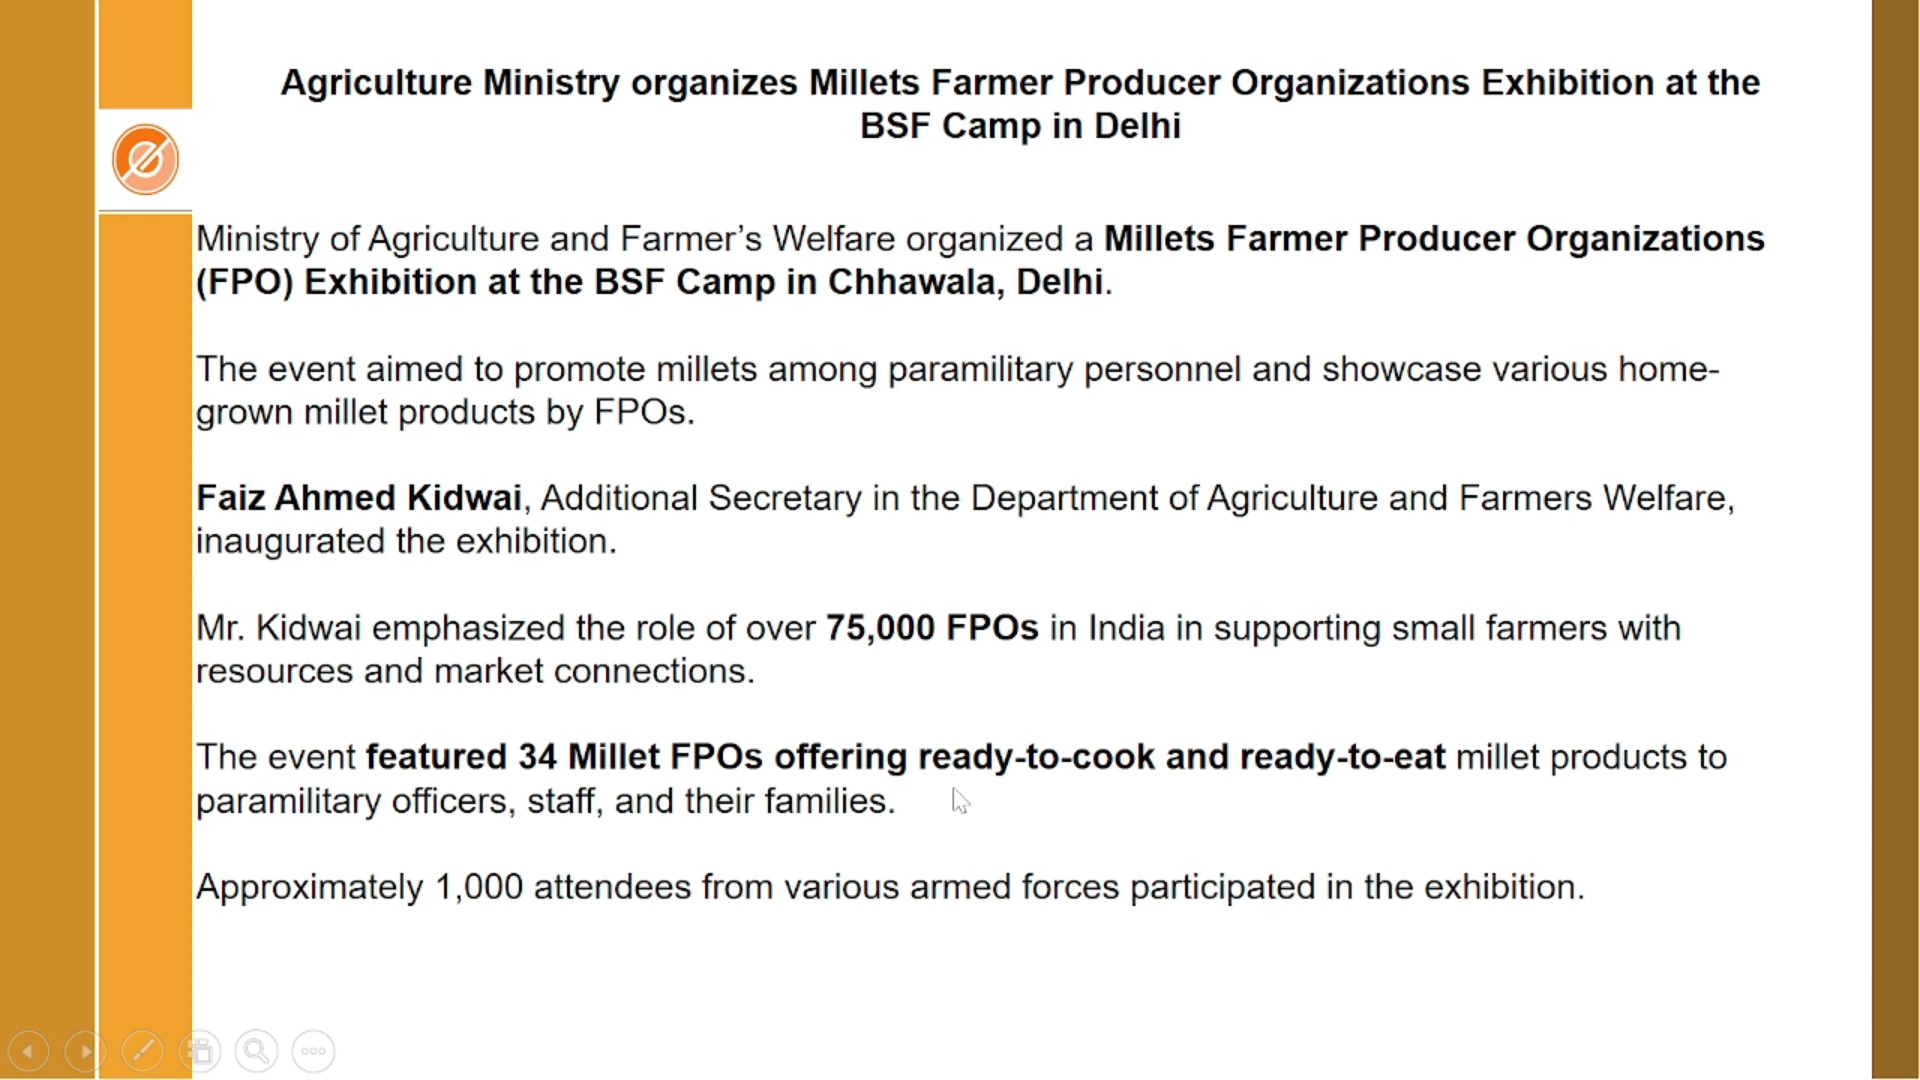 Agriculture Ministry organizes Millets Farmer Producer Organizations Exhibition at the
BSF Camp in Delhi
Ministry of Agriculture and Farmer’s Welfare organized a Millets Farmer Producer Organizations
(FPO) Exhibition at the BSF Camp in Chhawala, Delhi.
The event aimed to promote millets among paramilitary personnel and showcase various home-
grown millet products by FPOs.
Faiz Ahmed Kidwai, Additional Secretary in the Department of Agriculture and Farmers Welfare,
inaugurated the exhibition.
Mr. Kidwai emphasized the role of over 75,000 FPOs in India in supporting small farmers with
resources and market connections.
The event featured 34 Millet FPOs offering ready-to-cook and ready-to-eat millet products to
paramilitary officers, staff, and their families.
Approximately 1,000 attendees from various armed forces participated in the exhibition.